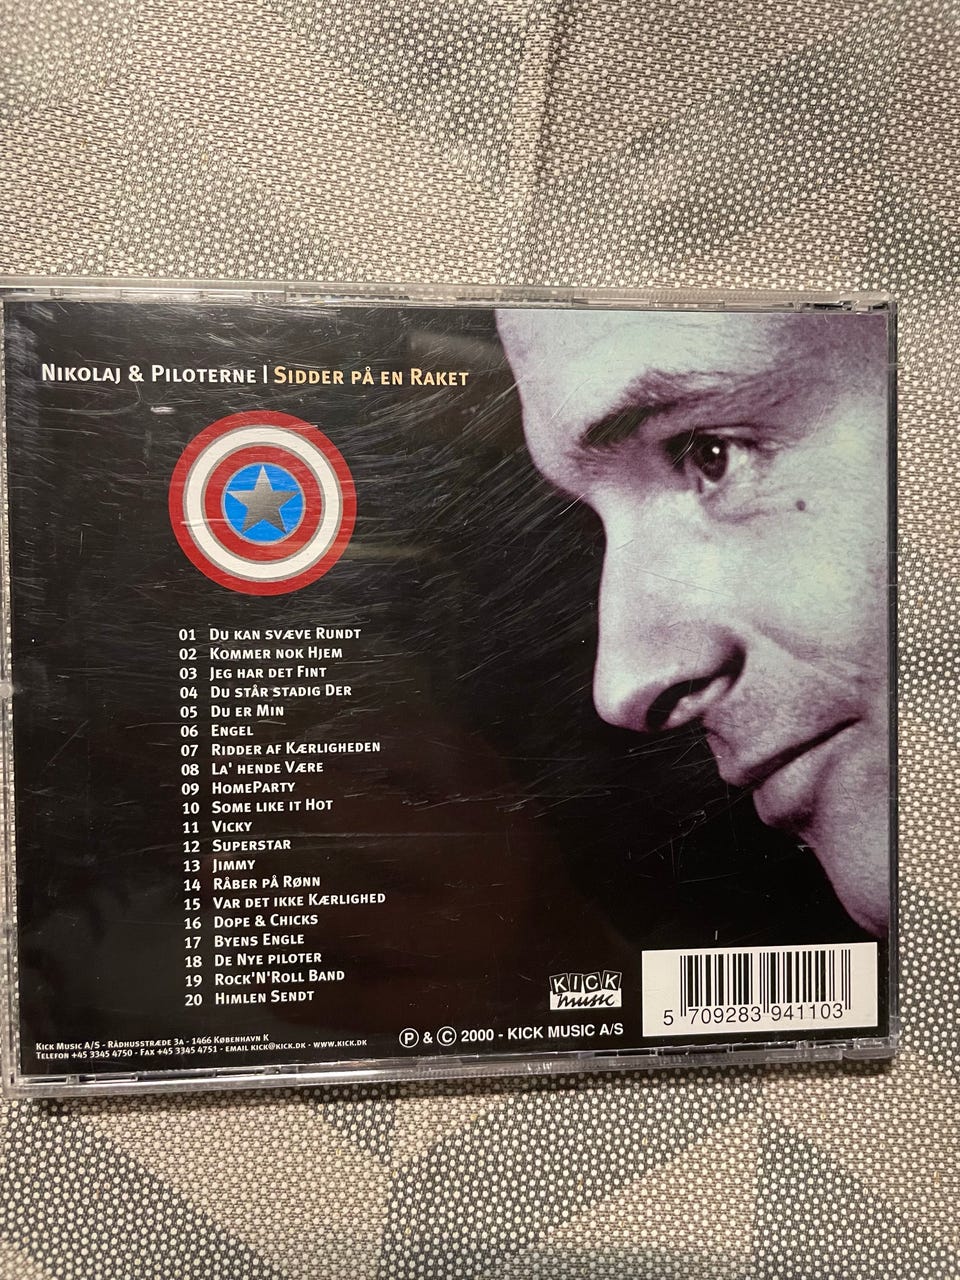 Nikolaj & Piloterne | Sidder på en Raket
01 Du kan svæve Rundt
02 Kommer nok Hjem
03 Jeg har det Fint
04 Du står stadig Der
05 Du er Min
06 Engel
07 Ridder af Kærligheden
08 La' hende Være
09 HomeParty
10 Some like it Hot
11 Vicky
12 Superstar
13 Jimmy
14 Råber på Rønn
15 Var det ikke Kærlighed
16 Dope & Chicks
17 Byens Engle
18 De Nye piloter
19 Rock'N'Roll Band
20 Himlen Sendt
Kick Music A/S - Rådhusstræde 3a - 1466 København K
Telefon +45 3345 4750 - Fax +45 3345 4751 - email kick@kick.dk - www.kick.dk
Ⓟ & © 2000 - KICK MUSIC A/S
KICK
music
5 709283 941103